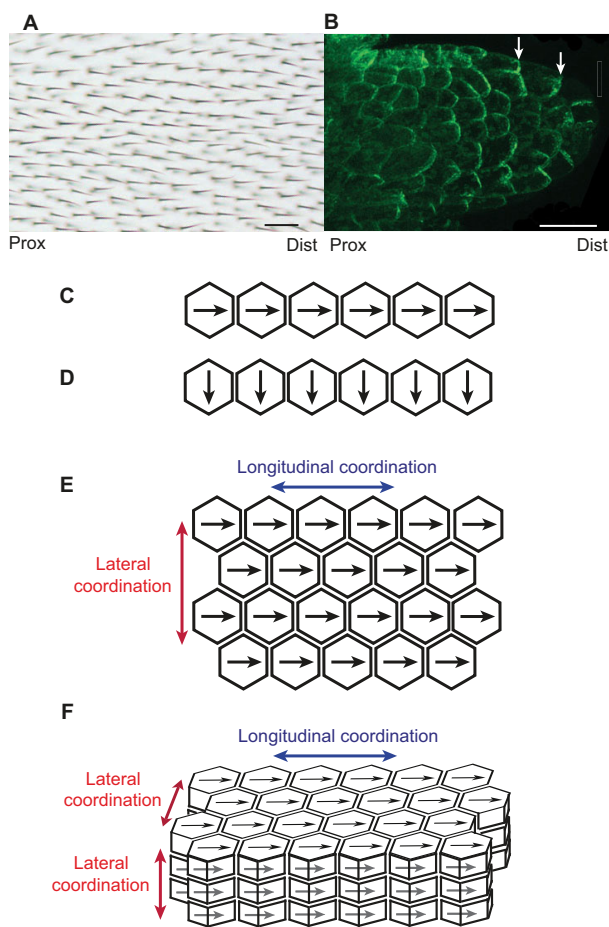 A
B
Prox
Dist
Prox
Dist
C
D
Longitudinal coordination
E
Lateral
coordination
F
Longitudinal coordination
Lateral
coordination
Lateral
coordination